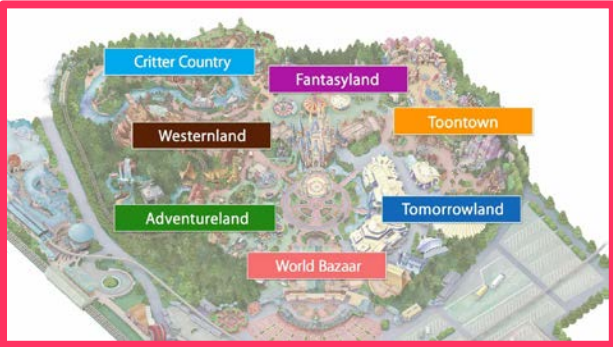 Critter Country
Fantasyland
Toontown
Westernland
Tomorrowland
Adventureland
World Bazaar